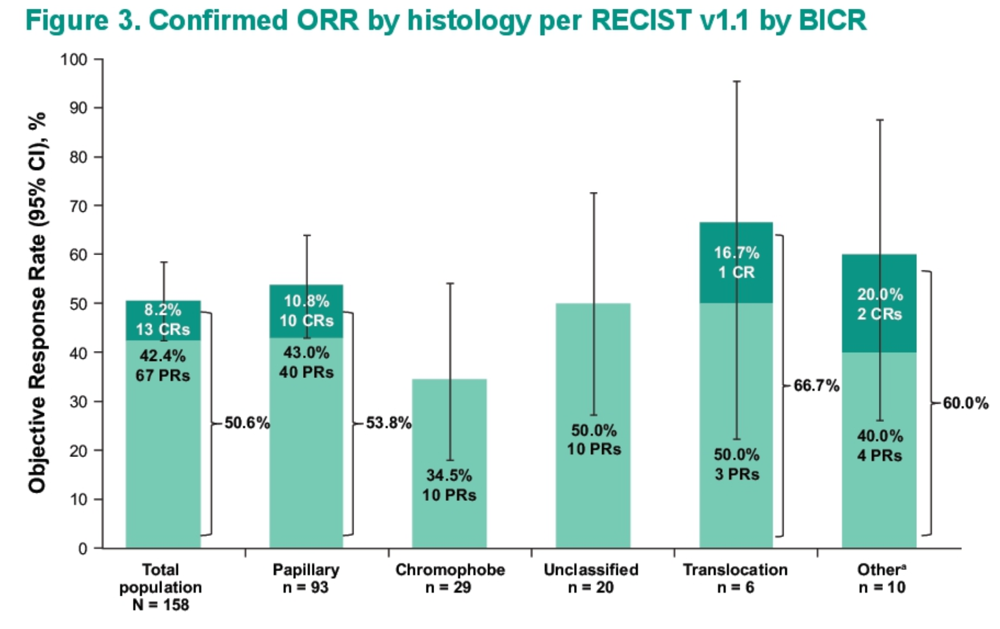 Figure 3. Confirmed ORR by histology per RECIST v1.1 by BICR
Objective Response Rate (95% CI), %
100
90
80
70
60
50
40
30
20
10
0
8.2%
13 CRs
42.4%
67 PRs
50.6%
10.8%
10 CRs
43.0%
40 PRs
53.8%
34.5%
10 PRs
50.0%
10 PRs
16.7%
1 CR
50.0%
3 PRs
66.7%
20.0%
2 CRs
40.0%
4 PRs
60.0%
Total
population
N = 158
Papillary
n = 93
Chromophobe
n = 29
Unclassified
n = 20
Translocation
n = 6
Otherª
n = 10